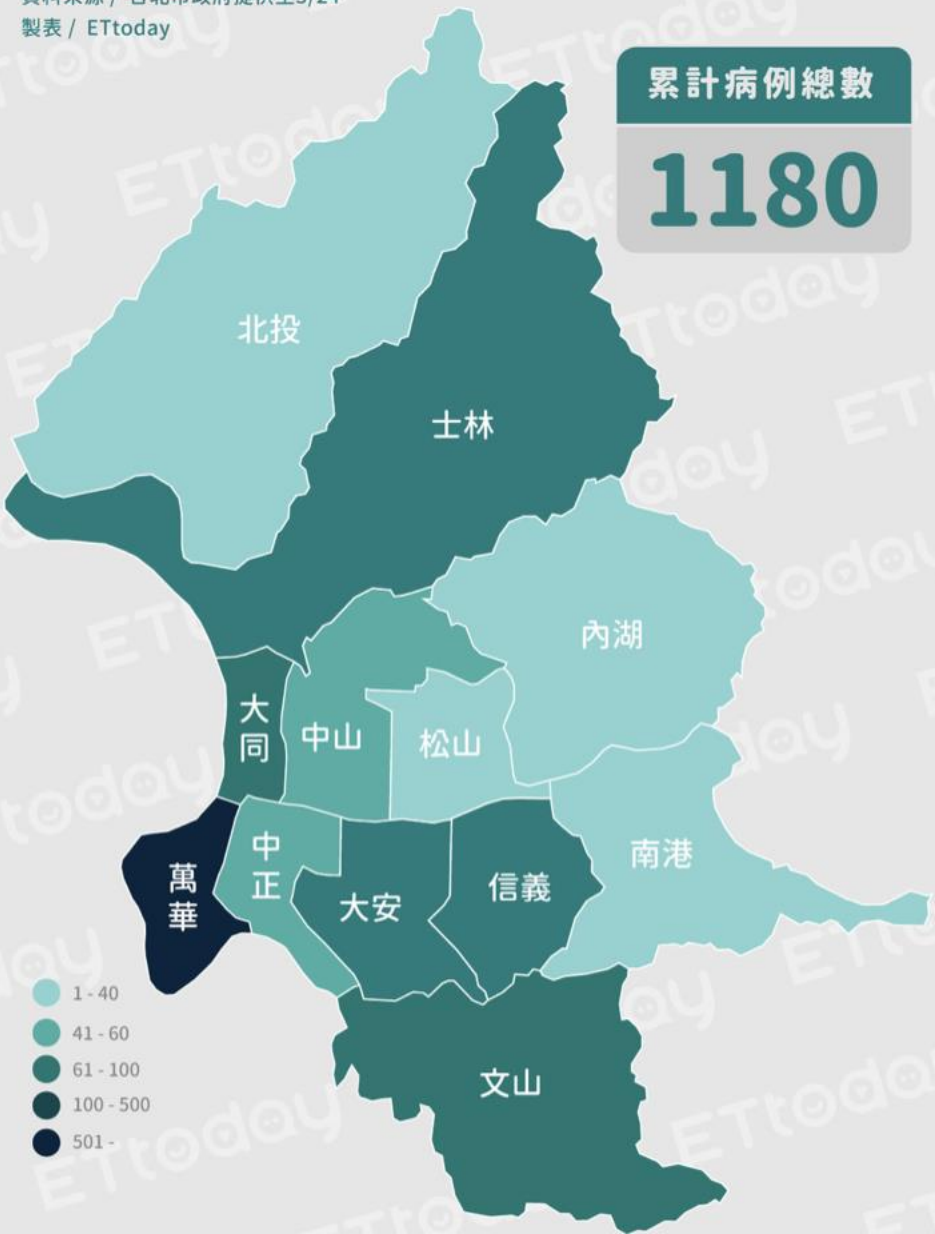 製表 / ETtoday
累計病例總數
1180
北投
士林
內湖
大同
中山
松山
中正
萬華
大安
信義
南港
文山
1 - 40
41 - 60
61 - 100
100 - 500
501 -
ETtoday